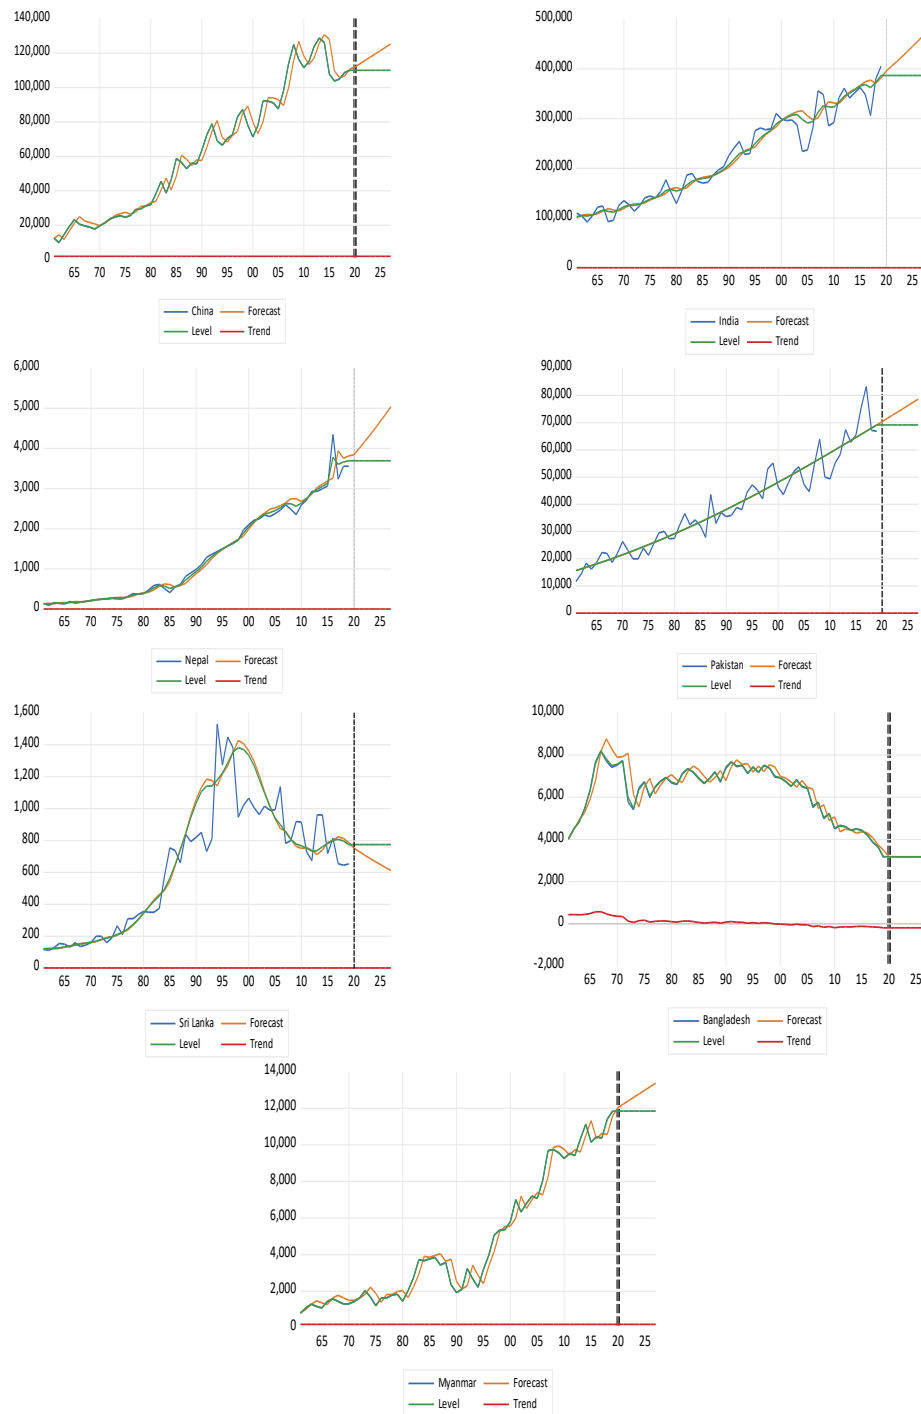 140,000
120,000
100,000
80,000
60,000
40,000
20,000
0
65 70 75 80 85 90 95 00 05 10 15 20 25
China Forecast
Level Trend
500,000
400,000
300,000
200,000
100,000
0
65 70 75 80 85 90 95 00 05 10 15 20 25
India Forecast
Level Trend
6,000
5,000
4,000
3,000
2,000
1,000
0
65 70 75 80 85 90 95 00 05 10 15 20 25
Nepal Forecast
Level Trend
90,000
80,000
70,000
60,000
50,000
40,000
30,000
20,000
10,000
0
65 70 75 80 85 90 95 00 05 10 15 20 25
Pakistan Forecast
Level Trend
1,600
1,400
1,200
1,000
800
600
400
200
0
65 70 75 80 85 90 95 00 05 10 15 20 25
Sri Lanka Forecast
Level Trend
10,000
8,000
6,000
4,000
2,000
0
-2,000
65 70 75 80 85 90 95 00 05 10 15 20 25
Bangladesh Forecast
Level Trend
14,000
12,000
10,000
8,000
6,000
4,000
2,000
0
65 70 75 80 85 90 95 00 05 10 15 20 25
Myanmar Forecast
Level Trend